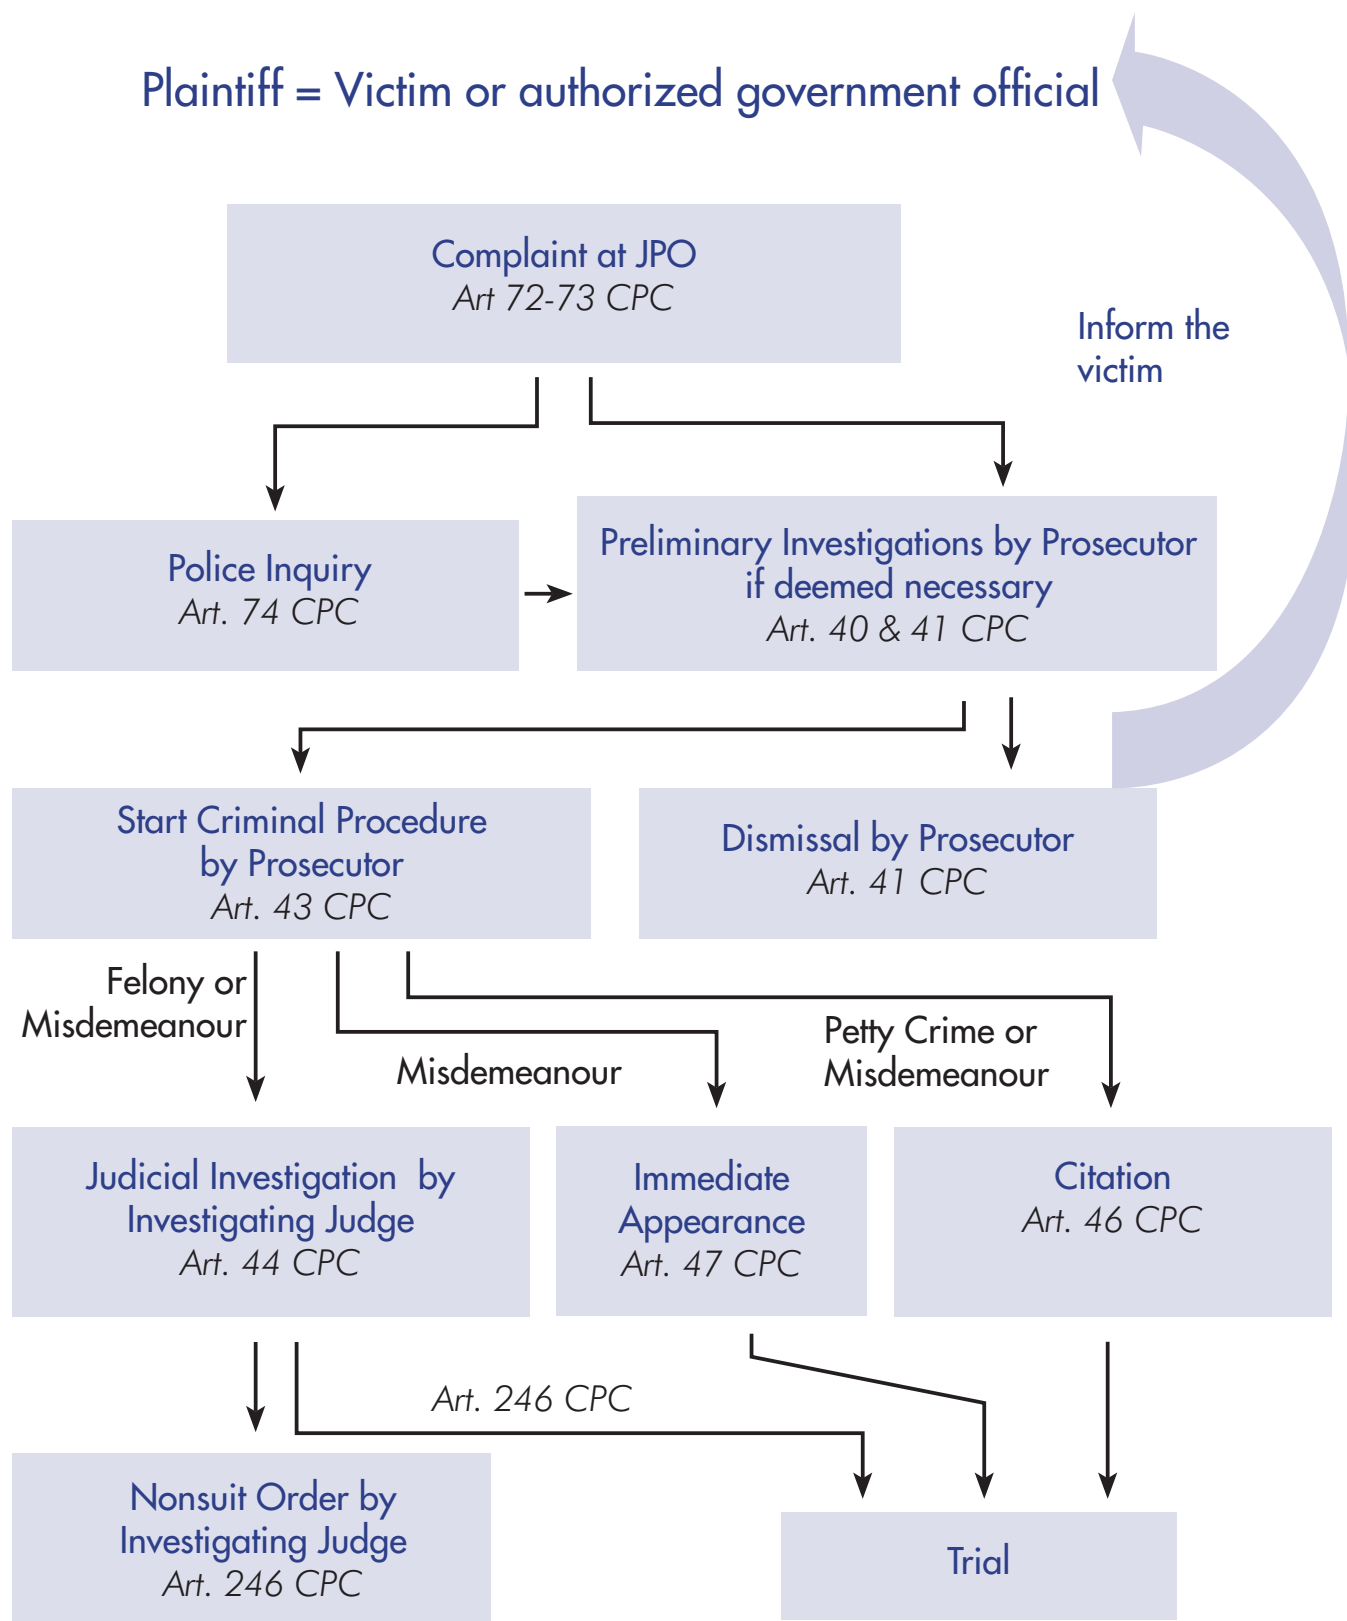 Plaintiff = Victim or authorized government official
Complaint at JPO
Art 72-73 CPC
Inform the
victim
Police Inquiry
Art. 74 CPC
Preliminary Investigations by Prosecutor
if deemed necessary
Art. 40 & 41 CPC
Start Criminal Procedure
by Prosecutor
Art. 43 CPC
Dismissal by Prosecutor
Art. 41 CPC
Felony or
Misdemeanour
Misdemeanour
Petty Crime or
Misdemeanour
Judicial Investigation by
Investigating Judge
Art. 44 CPC
Immediate
Appearance
Art. 47 CPC
Citation
Art. 46 CPC
Art. 246 CPC
Nonsuit Order by
Investigating Judge
Art. 246 CPC
Trial